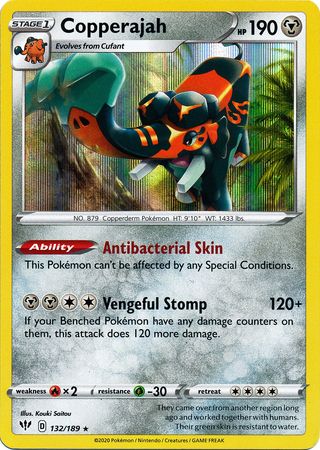 STAGE 1
Copperajah
HP 190
Evolves from Cufant
NO. 879 Copperderm Pokémon HT: 9'10" WT: 1433 lbs.
Ability Antibacterial Skin
This Pokémon can't be affected by any Special Conditions.
Vengeful Stomp 120+
If your Benched Pokémon have any damage counters on
them, this attack does 120 more damage.
weakness ×2 resistance -30 retreat
Illus. Kouki Saitou
D 132/189 ★
They came over from another region long
ago and worked together with people.
Their green skin is resistant to water.
©2020 Pokémon / Nintendo / Creatures / GAME FREAK